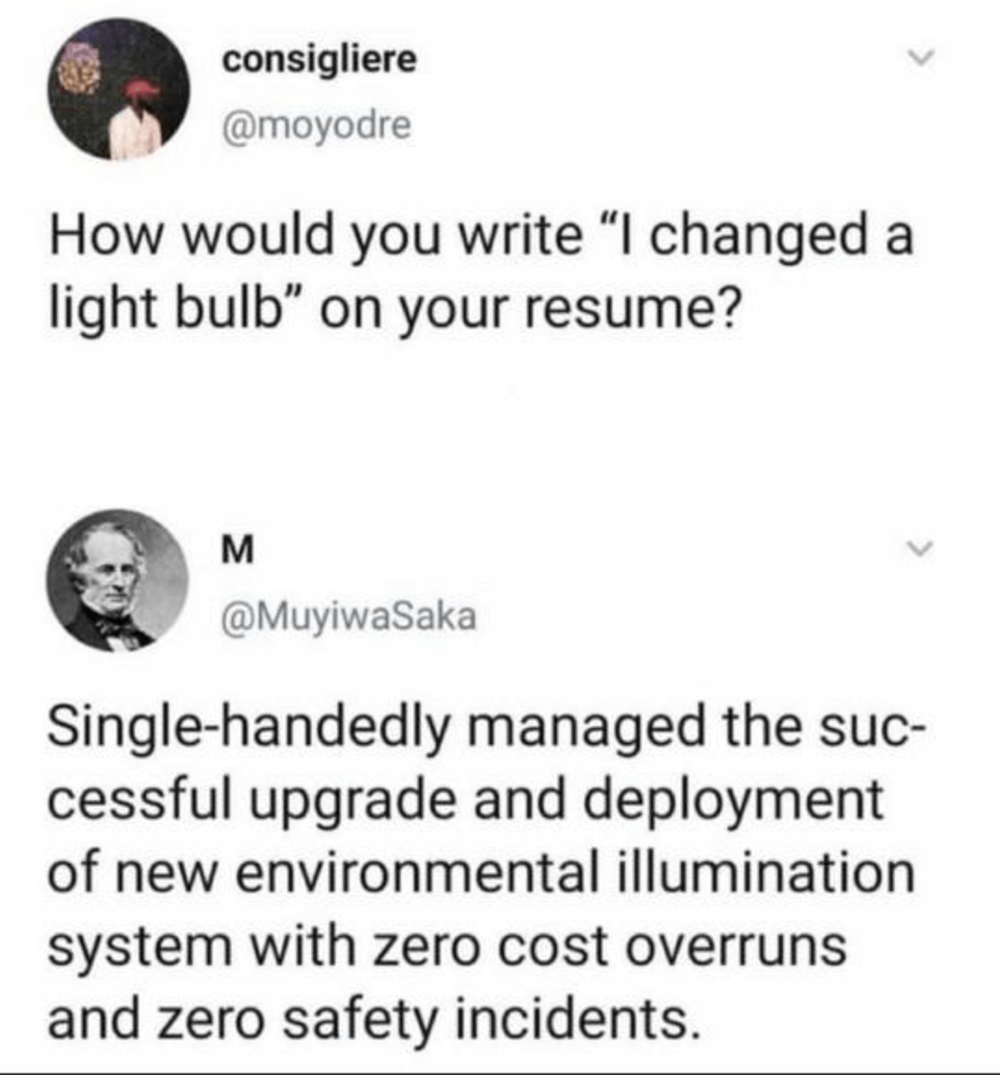 consigliere
@moyodre
How would you write “I changed a
light bulb” on your resume?
M
@MuyiwaSaka
Single-handedly managed the suc-
cessful upgrade and deployment
of new environmental illumination
system with zero cost overruns
and zero safety incidents.